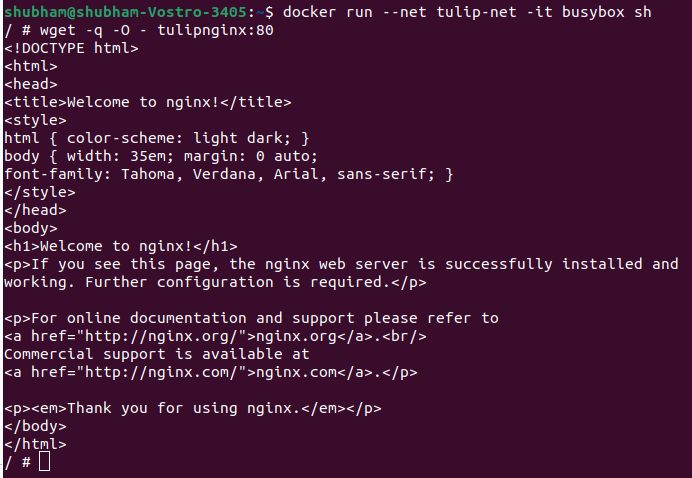 shubham@shubham-Vostro-3405:~$ docker run --net tulip-net -it busybox sh
/ # wget -q -O - tulipnginx:80
<!DOCTYPE html>
<html>
<head>
<title>Welcome to nginx!</title>
<style>
html { color-scheme: light dark; }
body { width: 35em; margin: 0 auto;
font-family: Tahoma, Verdana, Arial, sans-serif; }
</style>
</head>
<body>
<h1>Welcome to nginx!</h1>
<p>If you see this page, the nginx web server is successfully installed and
working. Further configuration is required.</p>

<p>For online documentation and support please refer to
<a href="http://nginx.org/">nginx.org</a>.<br/>
Commercial support is available at
<a href="http://nginx.com/">nginx.com</a>.</p>

<p><em>Thank you for using nginx.</em></p>
</body>
</html>
/ #